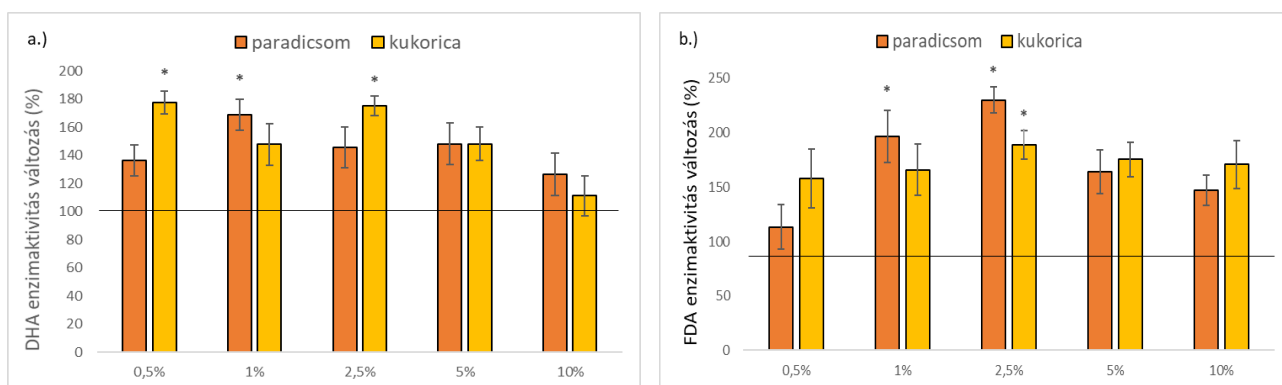 a.)
paradicsom kukorica
DHA enzimaktivitás változás (%)
200
180
160
140
120
100
80
60
40
20
0
* * *
0,5% 1% 2,5% 5% 10%
b.)
paradicsom kukorica
FDA enzimaktivitás változás (%)
250
200
150
100
50
0
* * *
0,5% 1% 2,5% 5% 10%